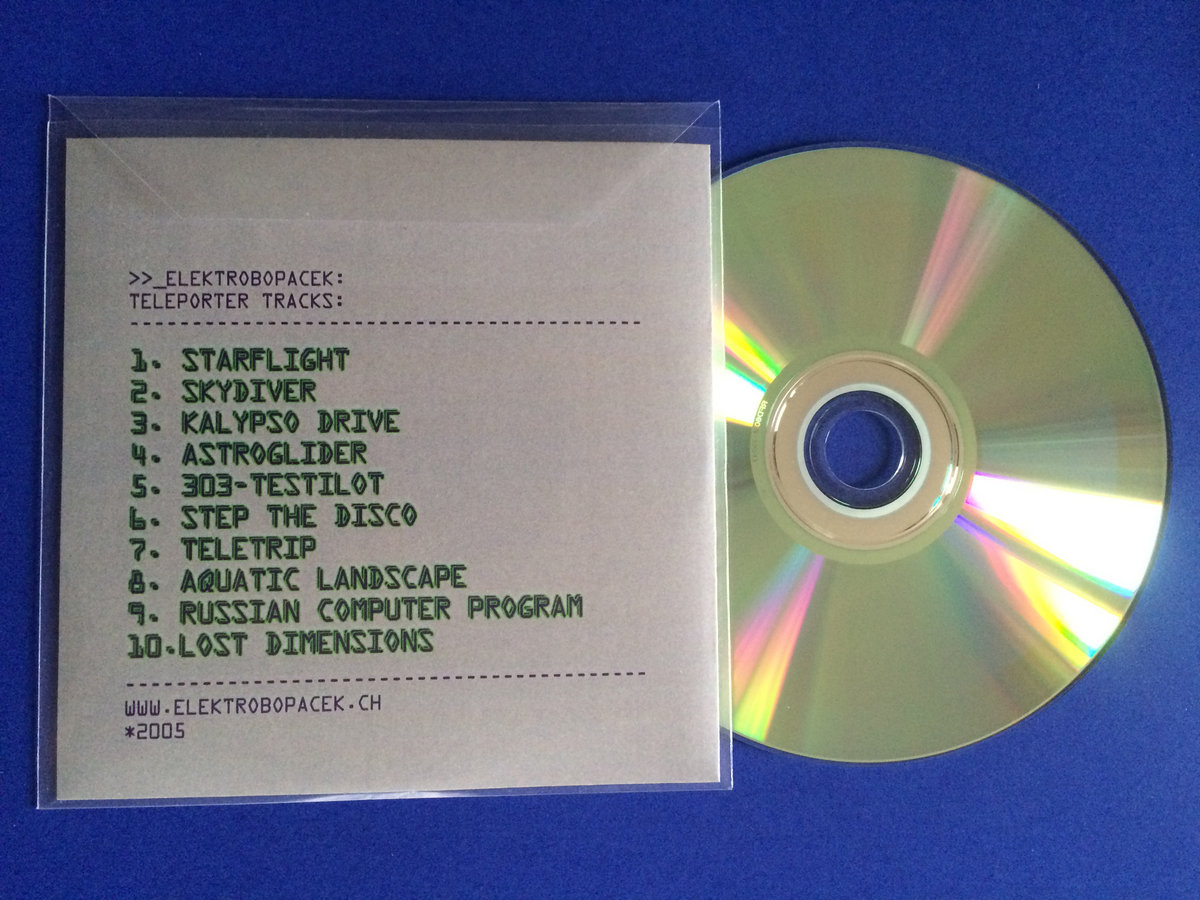 >>_ELEKTROBOPACEK:
TELEPORTER TRACKS:
-----------------------------------------
1. STARFLIGHT
2. SKYDIVER
3. KALYPSO DRIVE
4. ASTROGLIDER
5. 303-TESTILOT
6. STEP THE DISCO
7. TELETRIP
8. AQUATIC LANDSCAPE
9. RUSSIAN COMPUTER PROGRAM
10.LOST DIMENSIONS
-----------------------------------------
WWW.ELEKTROBOPACEK.CH
*2005